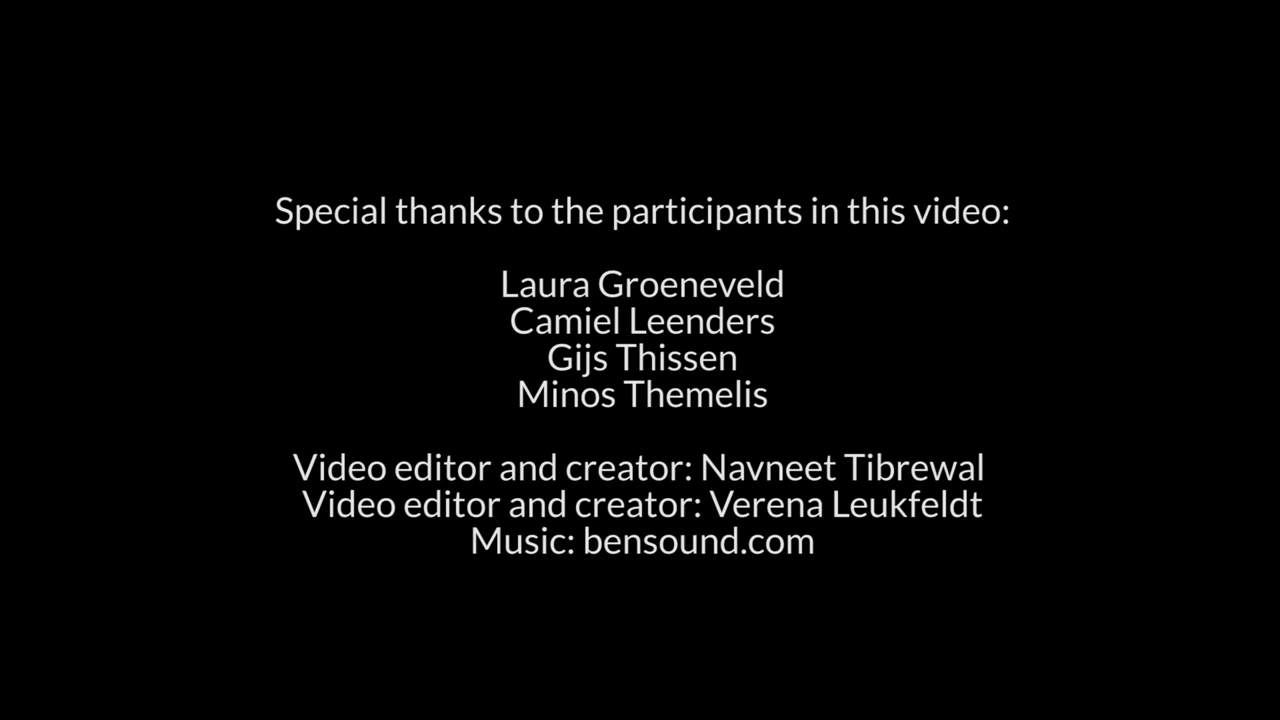 Special thanks to the participants in this video:
Laura Groeneveld
Camiel Leenders
Gijs Thissen
Minos Themelis
Video editor and creator: Navneet Tibrewal
Video editor and creator: Verena Leukfeldt
Music: bensound.com